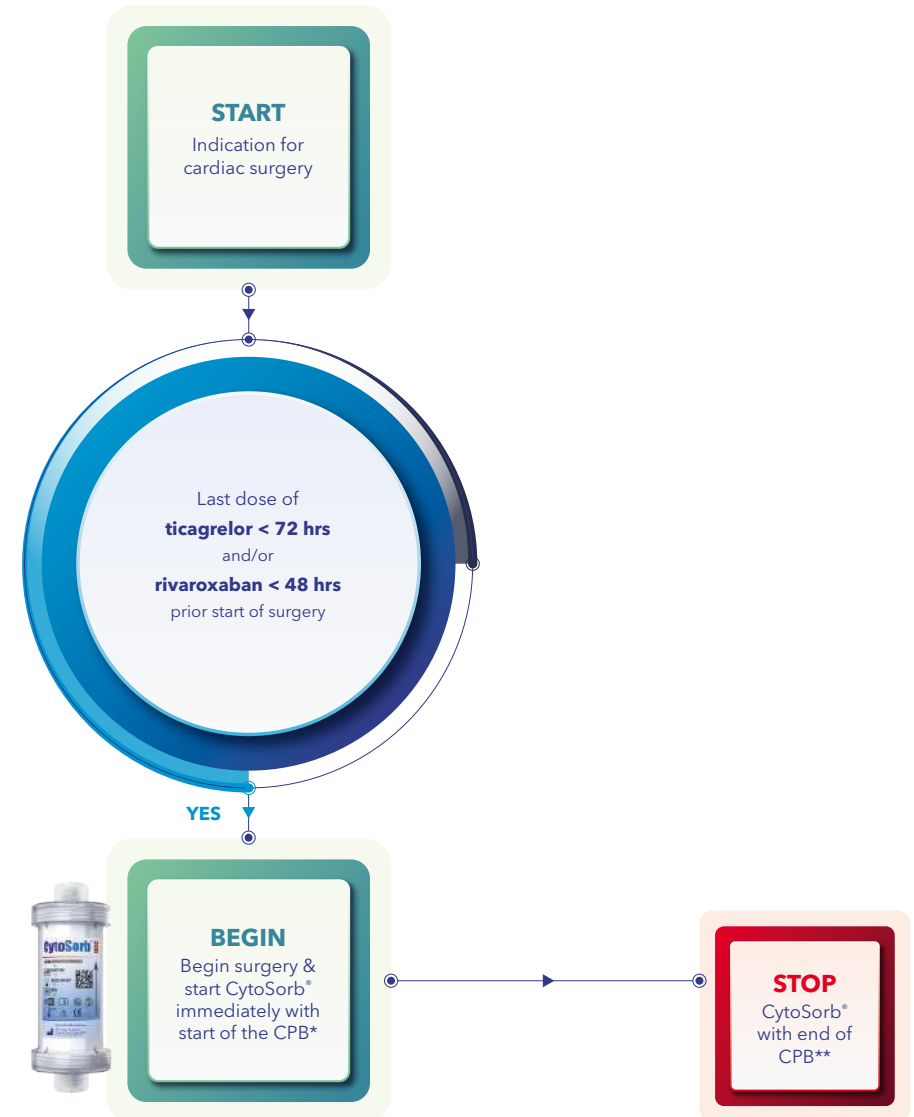 START
Indication for
cardiac surgery
Last dose of
ticagrelor < 72 hrs
and/or
rivaroxaban < 48 hrs
prior start of surgery
YES
CytoSorb
BEGIN
Begin surgery &
start CytoSorb®
immediately with
start of the CPB*
STOP
CytoSorb®
with end of
CPB**